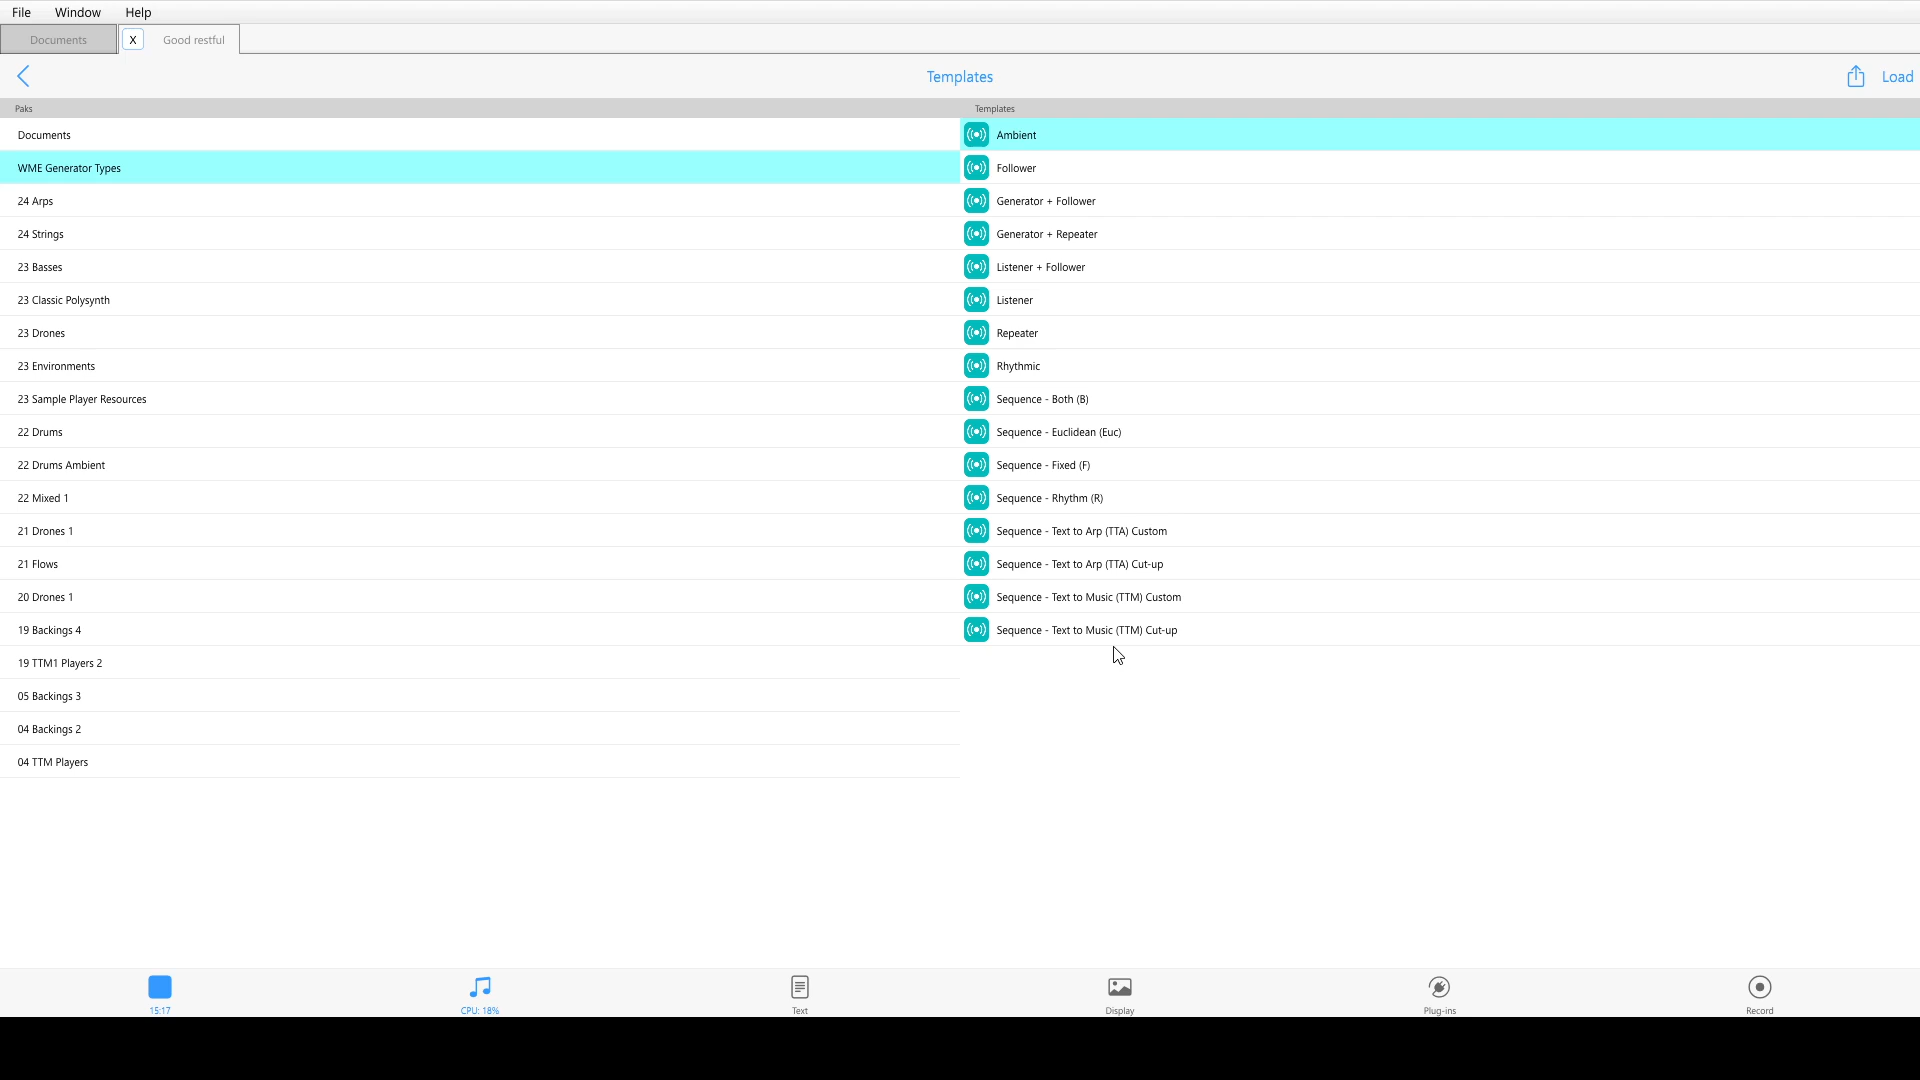 File Window Help
Documents X Good restful
Templates Load
Paks Templates
Documents
WME Generator Types
24 Arps
24 Strings
23 Basses
23 Classic Polysynth
23 Drones
23 Environments
23 Sample Player Resources
22 Drums
22 Drums Ambient
22 Mixed 1
21 Drones 1
21 Flows
20 Drones 1
19 Backings 4
19 TTM1 Players 2
05 Backings 3
04 Backings 2
04 TTM Players
Ambient
Follower
Generator + Follower
Generator + Repeater
Listener + Follower
Listener
Repeater
Rhythmic
Sequence - Both (B)
Sequence - Euclidean (Euc)
Sequence - Fixed (F)
Sequence - Rhythm (R)
Sequence - Text to Arp (TTA) Custom
Sequence - Text to Arp (TTA) Cut-up
Sequence - Text to Music (TTM) Custom
Sequence - Text to Music (TTM) Cut-up
15:17 CPU: 18% Text Display Plug-ins Record